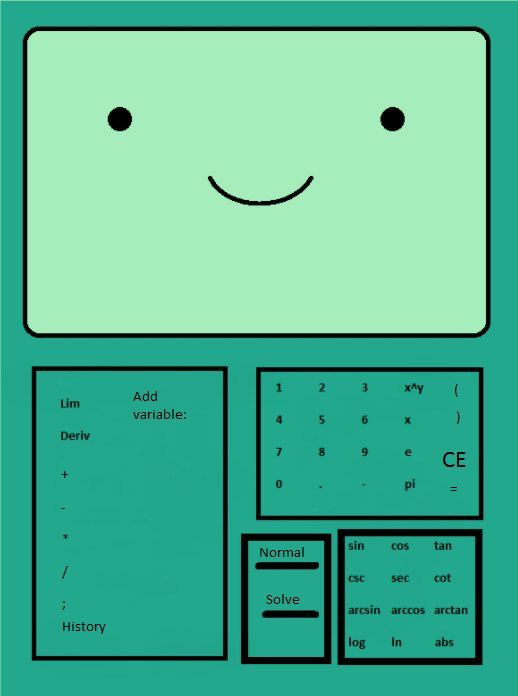 Lim
Add
variable:
Deriv
+
-
*
/
;
History
1 2 3 x^y (
4 5 6 x )
7 8 9 e CE
0 . - pi =
Normal
Solve
sin cos tan
csc sec cot
arcsin arccos arctan
log ln abs